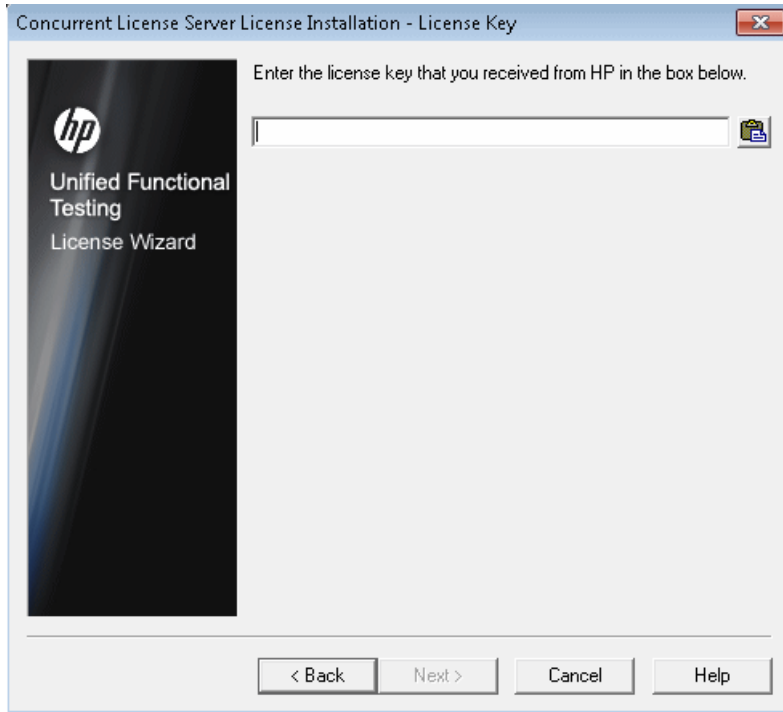 Concurrent License Server License Installation - License Key
Enter the license key that you received from HP in the box below.
hp
Unified Functional
Testing
License Wizard
< Back
Next >
Cancel
Help